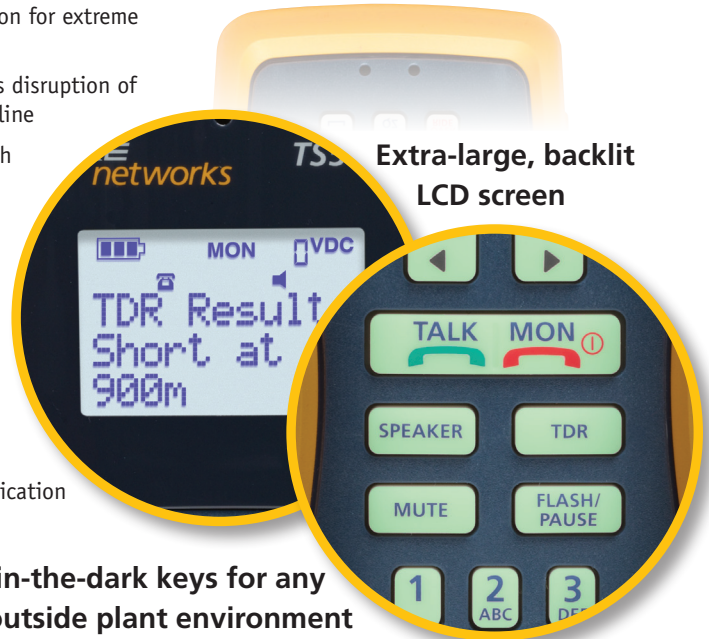 on for extreme
s disruption of
line
networks
Extra-large, backlit
LCD screen
MON VDC
TDR Result
Short at
900m
TALK MON
SPEAKER TDR
MUTE FLASH/
PAUSE
1 2 3
ABC
ication
in-the-dark keys for any
outside plant environment